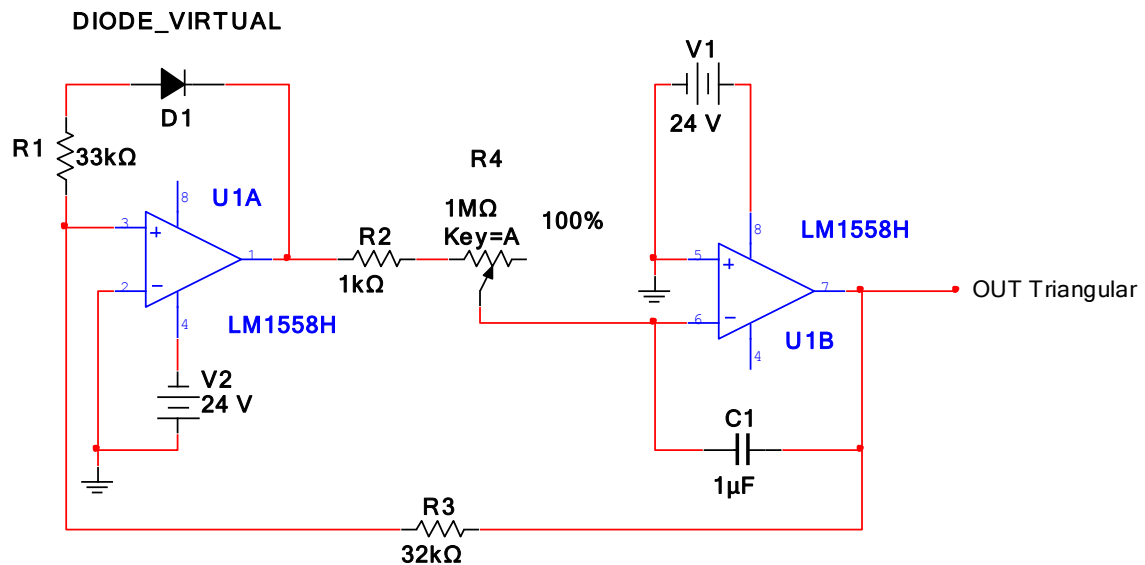 DIODE_VIRTUAL
D1
R1
33kΩ
U1A
8
3
+
1
2
−
4
LM1558H
V2
24 V
R2
1kΩ
R4
1MΩ
Key=A
100%
V1
24 V
LM1558H
8
5
+
7
6
−
4
U1B
OUT Triangular
C1
1µF
R3
32kΩ